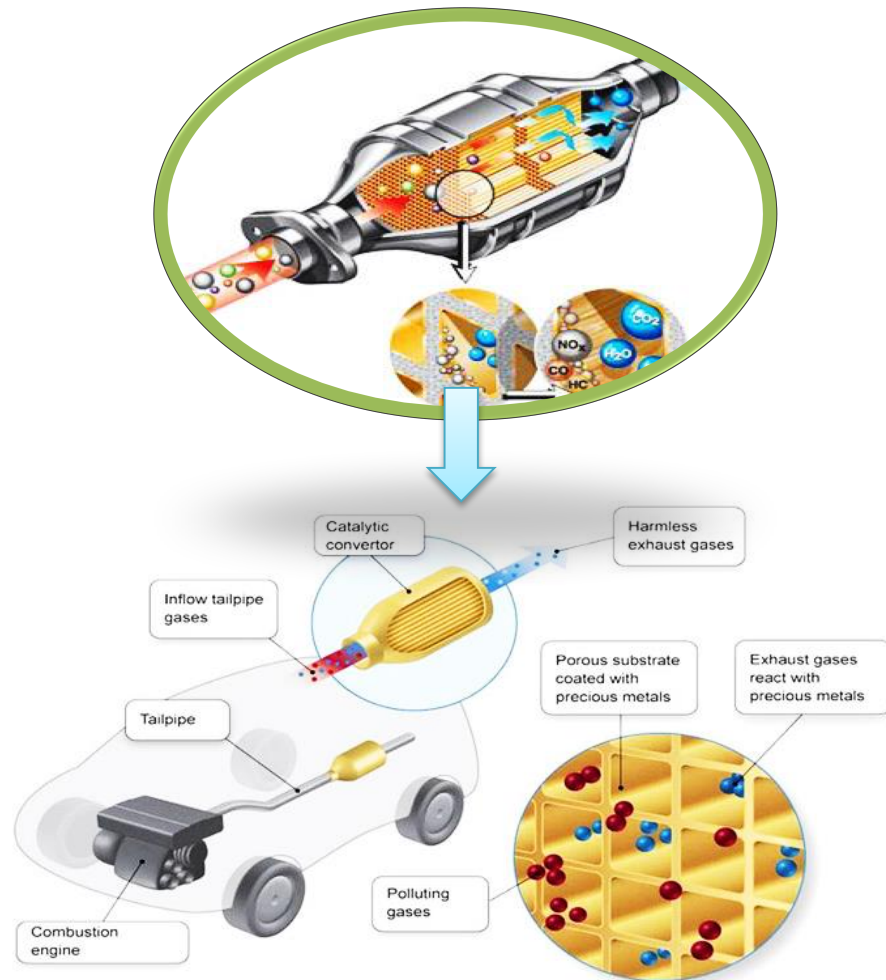 CO2
NOx
H2O
CO
HC
Catalytic
convertor
Harmless
exhaust gases
Inflow tailpipe
gases
Porous substrate
coated with
precious metals
Exhaust gases
react with
precious metals
Tailpipe
Polluting
gases
Combustion
engine